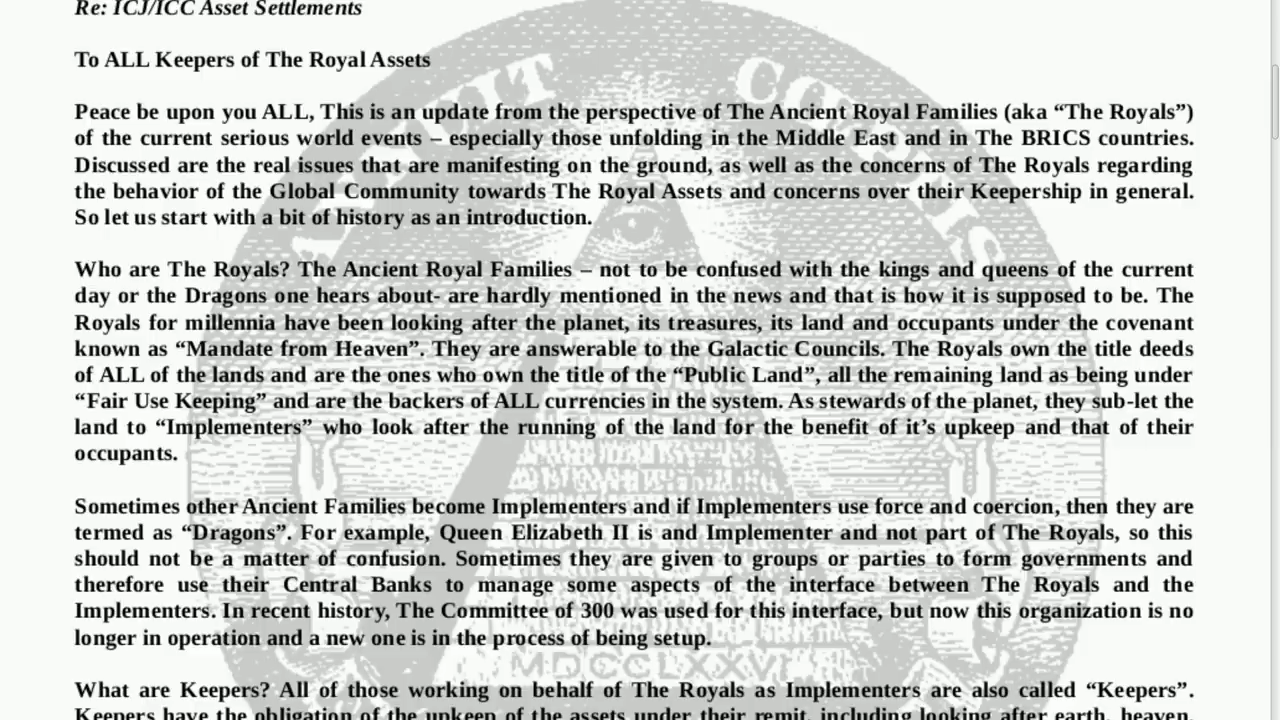 Re: ICJ/ICC Asset Settlements
To ALL Keepers of The Royal Assets
Peace be upon you ALL, This is an update from the perspective of The Ancient Royal Families (aka “The Royals”)
of the current serious world events – especially those unfolding in the Middle East and in The BRICS countries.
Discussed are the real issues that are manifesting on the ground, as well as the concerns of The Royals regarding
the behavior of the Global Community towards The Royal Assets and concerns over their Keepership in general.
So let us start with a bit of history as an introduction.
Who are The Royals? The Ancient Royal Families – not to be confused with the kings and queens of the current
day or the Dragons one hears about- are hardly mentioned in the news and that is how it is supposed to be. The
Royals for millennia have been looking after the planet, its treasures, its land and occupants under the covenant
known as “Mandate from Heaven”. They are answerable to the Galactic Councils. The Royals own the title deeds
of ALL of the lands and are the ones who own the title of the “Public Land”, all the remaining land as being under
“Fair Use Keeping” and are the backers of ALL currencies in the system. As stewards of the planet, they sub-let the
land to “Implementers” who look after the running of the land for the benefit of it’s upkeep and that of their
occupants.
Sometimes other Ancient Families become Implementers and if Implementers use force and coercion, then they are
termed as “Dragons”. For example, Queen Elizabeth II is and Implementer and not part of The Royals, so this
should not be a matter of confusion. Sometimes they are given to groups or parties to form governments and
therefore use their Central Banks to manage some aspects of the interface between The Royals and the
Implementers. In recent history, The Committee of 300 was used for this interface, but now this organization is no
longer in operation and a new one is in the process of being setup.
MDCCLXXVI
What are Keepers? All of those working on behalf of The Royals as Implementers are also called “Keepers”.
Keepers have the obligation of the upkeep of the assets under their remit, including looking after earth, heaven,